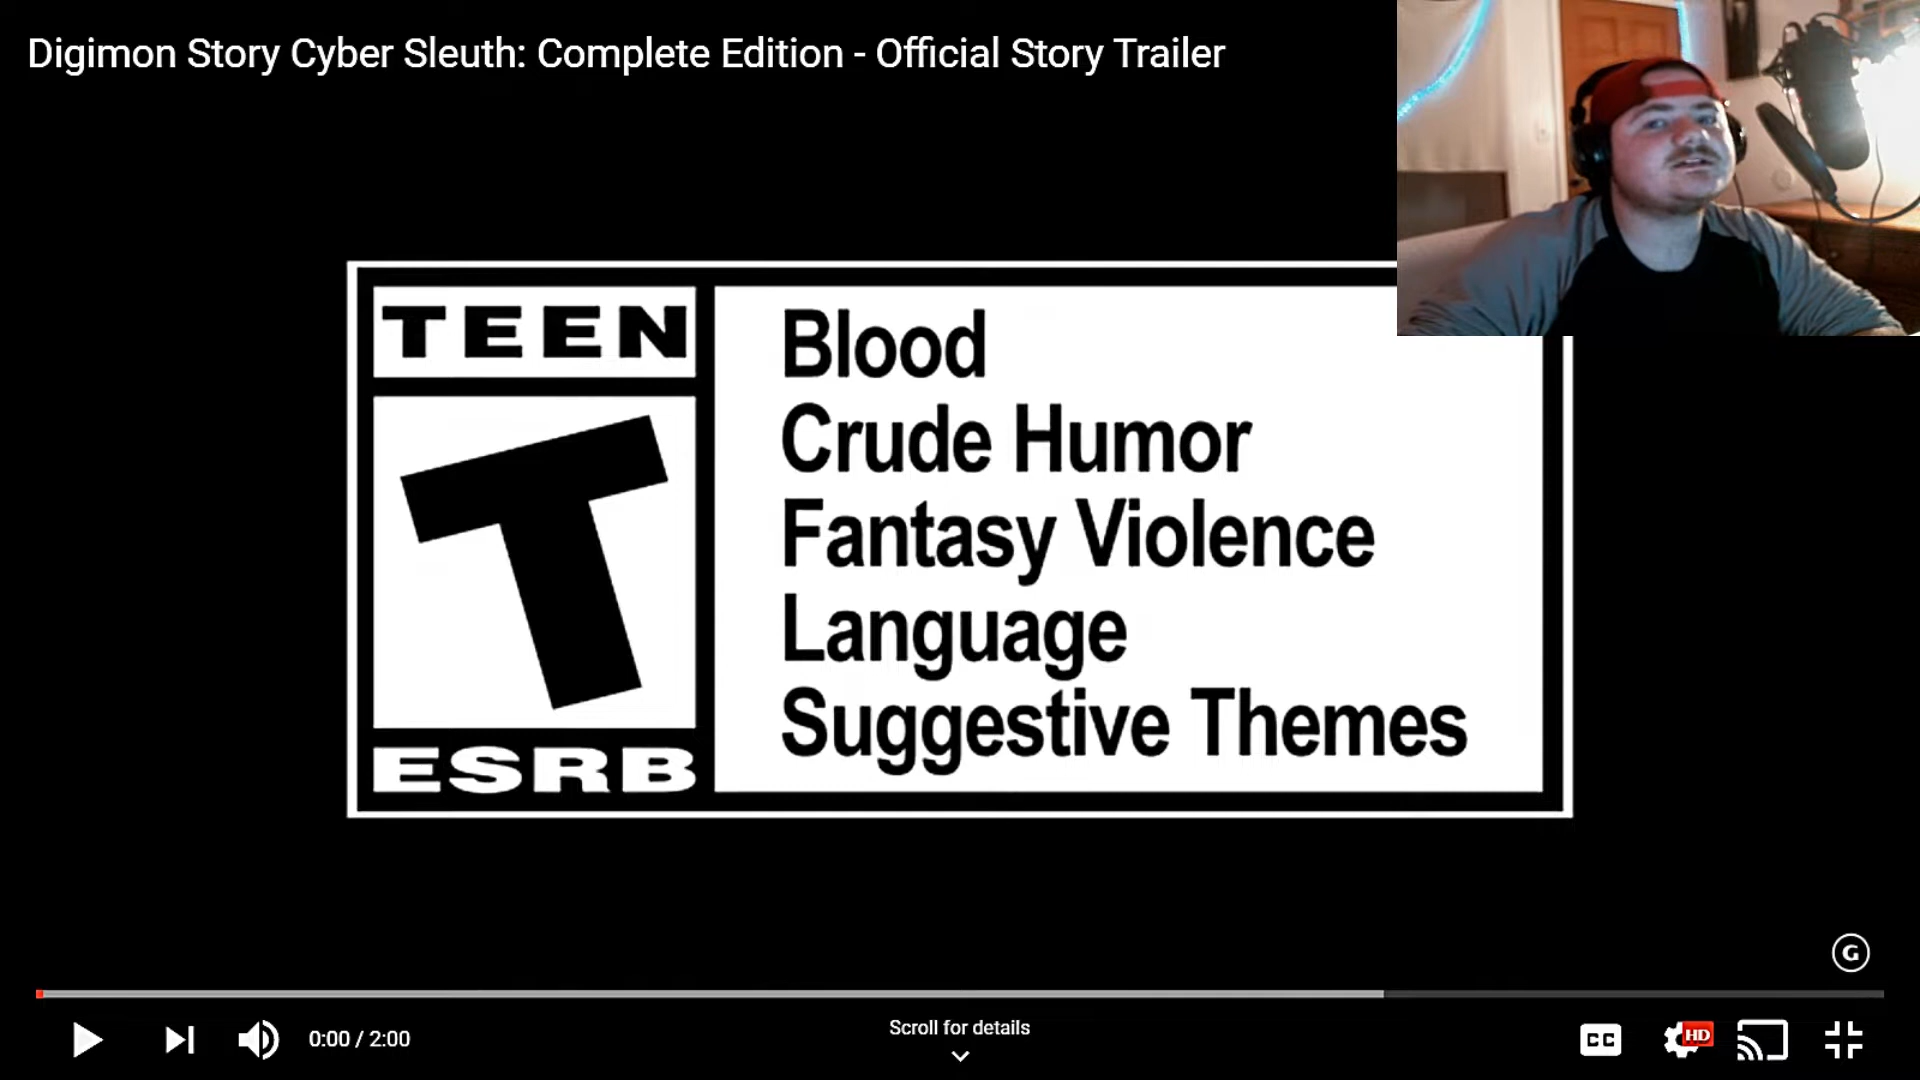 Digimon Story Cyber Sleuth: Complete Edition - Official Story Trailer
TEEN
T
ESRB
Blood
Crude Humor
Fantasy Violence
Language
Suggestive Themes
G
0:00 / 2:00
Scroll for details
CC
HD